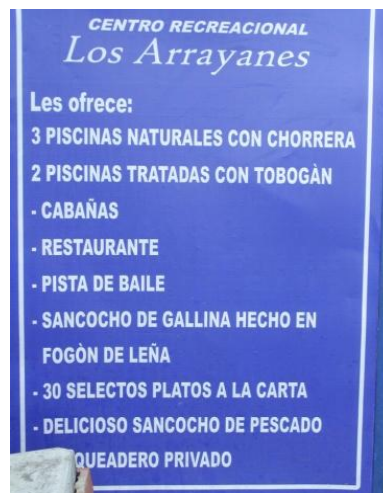 CENTRO RECREACIONAL
Los Arrayanes
Les ofrece:
3 PISCINAS NATURALES CON CHORRERA
2 PISCINAS TRATADAS CON TOBOGÀN
- CABAÑAS
- RESTAURANTE
- PISTA DE BAILE
- SANCOCHO DE GALLINA HECHO EN
FOGÒN DE LEÑA
- 30 SELECTOS PLATOS A LA CARTA
- DELICIOSO SANCOCHO DE PESCADO
QUEADERO PRIVADO